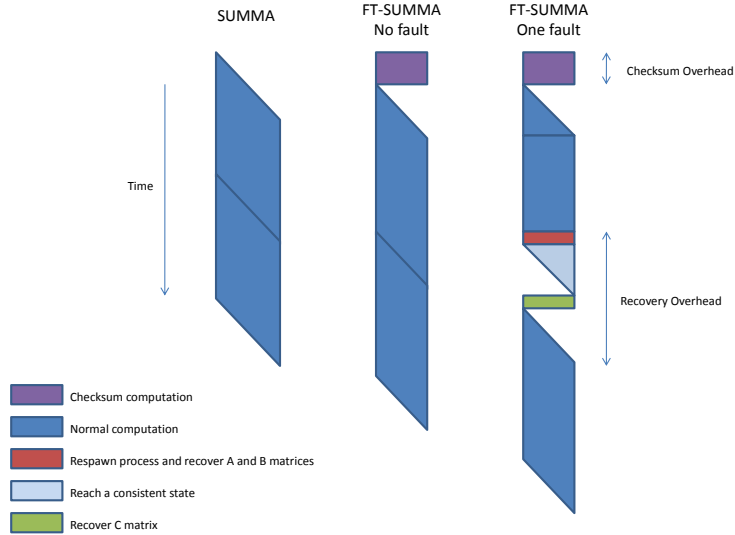 SUMMA
FT-SUMMA
No fault
FT-SUMMA
One fault
Checksum Overhead
Time
Recovery Overhead
Checksum computation
Normal computation
Respawn process and recover A and B matrices
Reach a consistent state
Recover C matrix